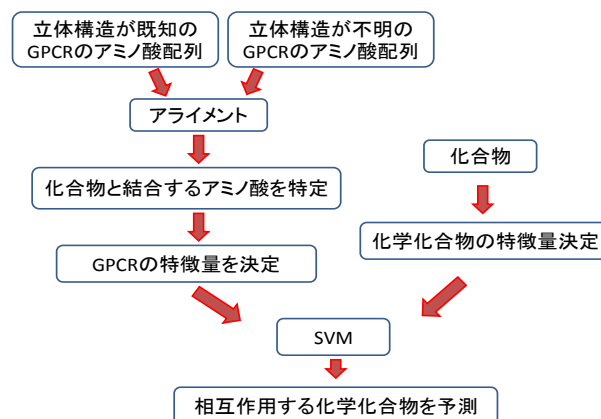 立体構造が既知の
GPCRのアミノ酸配列
立体構造が不明の
GPCRのアミノ酸配列
アライメント
化合物
化合物と結合するアミノ酸を特定
化学化合物の特徴量決定
GPCRの特徴量を決定
SVM
相互作用する化学化合物を予測